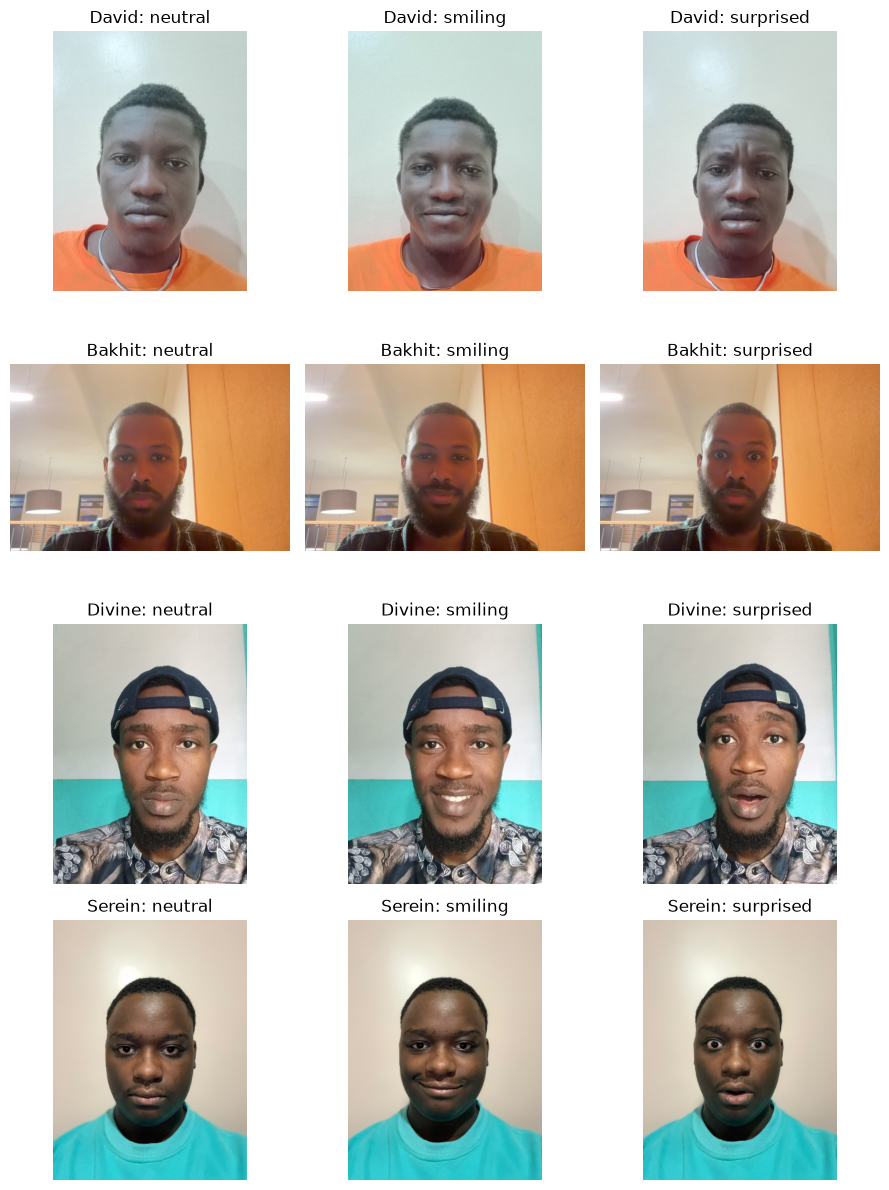 David: neutral
David: smiling
David: surprised
Bakhit: neutral
Bakhit: smiling
Bakhit: surprised
Divine: neutral
Divine: smiling
Divine: surprised
Serein: neutral
Serein: smiling
Serein: surprised